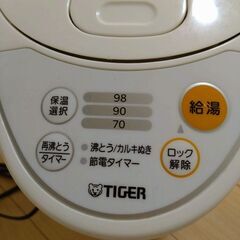 保温
選択
98
90
70
給湯
再沸とう
タイマー
沸とう/カルキぬき
節電タイマー
ロック
解除
TIGER